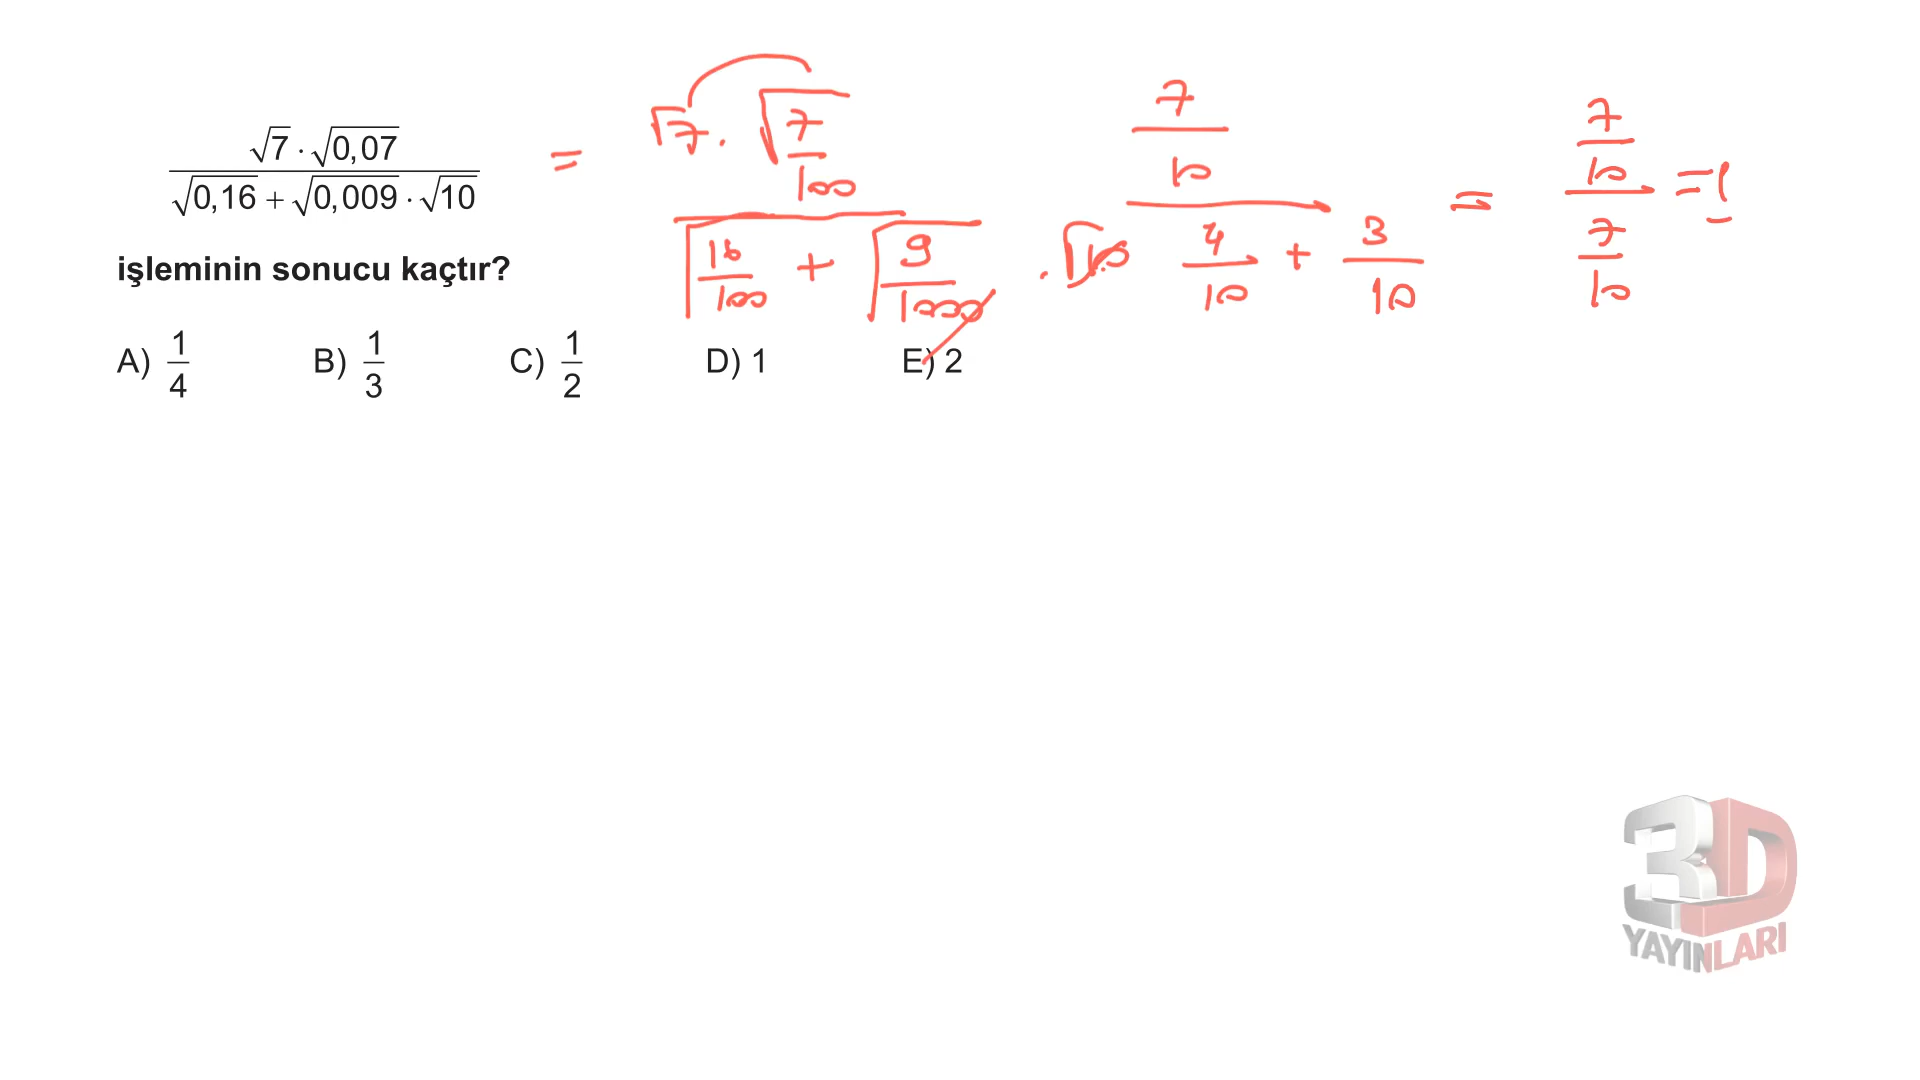 √7 · √0,07
√0,16 + √0,009 · √10
işleminin sonucu kaçtır?
A) 1/4 B) 1/3 C) 1/2 D) 1 E) 2
= √7 . √7/100
√16/100 + √9/1000 . √10
7/10
4/10 + 3/10
= 7/10
7/10
= 1
3D
YAYINLARI